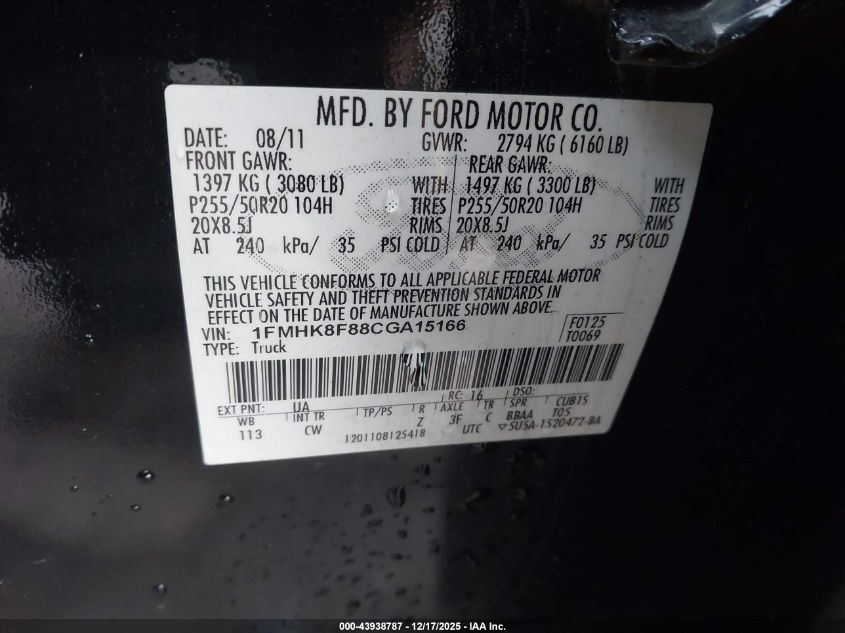 MFD. BY FORD MOTOR CO.
DATE: 08/11 GVWR: 2794 KG ( 6160 LB)
FRONT GAWR: REAR GAWR:
1397 KG ( 3080 LB) WITH 1497 KG ( 3300 LB) WITH
P255/50R20 104H TIRES P255/50R20 104H TIRES
20X8.5J RIMS 20X8.5J RIMS
AT 240 kPa/ 35 PSI COLD AT 240 kPa/ 35 PSI COLD
THIS VEHICLE CONFORMS TO ALL APPLICABLE FEDERAL MOTOR
VEHICLE SAFETY AND THEFT PREVENTION STANDARDS IN
EFFECT ON THE DATE OF MANUFACTURE SHOWN ABOVE.
VIN: 1FMHK8F88CGA15166 F0125
TYPE: Truck T0069
EXT PNT: UA RC: 16 DSO:
WB INT TR TP/PS R AXLE TR SPR CUB15
113 CW Z 3F C BBAA T05
1201108125418 UTC ▽5U5A-1520472-BA
000-43938787 - 12/17/2025 - IAA Inc.